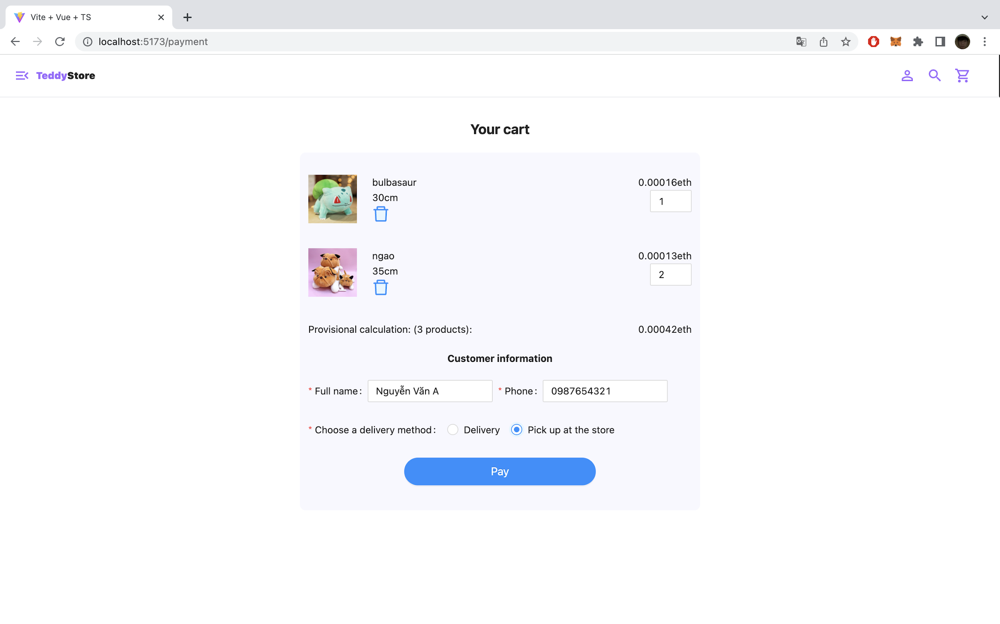 Vite + Vue + TS
localhost:5173/payment
TeddyStore
Your cart
bulbasaur
0.00016eth
30cm
1
ngao
0.00013eth
35cm
2
Provisional calculation: (3 products):
0.00042eth
Customer information
* Full name: Nguyễn Văn A * Phone: 0987654321
* Choose a delivery method: Delivery Pick up at the store
Pay